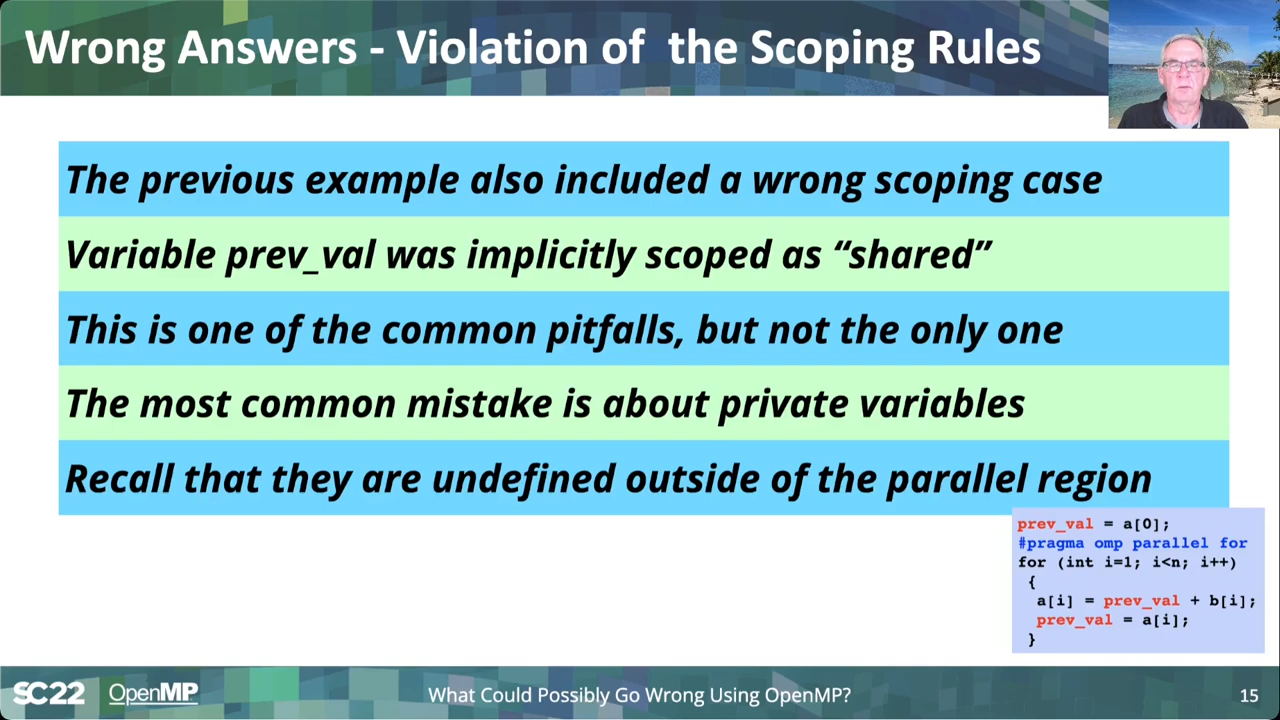 Wrong Answers - Violation of the Scoping Rules
The previous example also included a wrong scoping case
Variable prev_val was implicitly scoped as “shared”
This is one of the common pitfalls, but not the only one
The most common mistake is about private variables
Recall that they are undefined outside of the parallel region
prev_val = a[0];
#pragma omp parallel for
for (int i=1; i<n; i++)
{
a[i] = prev_val + b[i];
prev_val = a[i];
}
SC22 OpenMP What Could Possibly Go Wrong Using OpenMP? 15